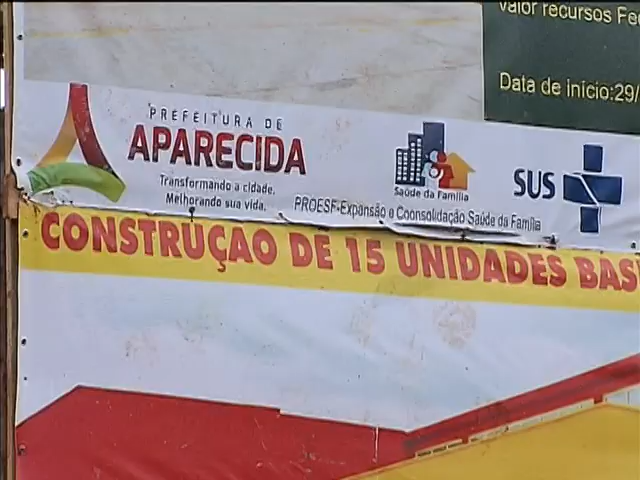 valor recursos Fe
Data de início:29/
PREFEITURA DE
APARECIDA
Transformando a cidade.
Melhorando sua vida.
Saúde da Família
PROESF-Expansão e Coonsolidação Saúde da Família
SUS
CONSTRUÇAO DE 15 UNIDADES BÁS